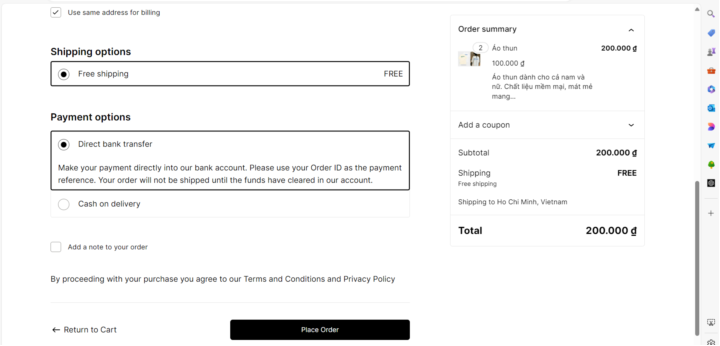 Use same address for billing
Shipping options
Free shipping FREE
Payment options
Direct bank transfer
Make your payment directly into our bank account. Please use your Order ID as the payment
reference. Your order will not be shipped until the funds have cleared in our account.
Cash on delivery
Add a note to your order
By proceeding with your purchase you agree to our Terms and Conditions and Privacy Policy
← Return to Cart
Place Order
Order summary
2
Áo thun 200.000 ₫
100.000 ₫
Áo thun dành cho cả nam và
nữ. Chất liệu mềm mại, mát mẻ
mang...
Add a coupon
Subtotal 200.000 ₫
Shipping FREE
Free shipping
Shipping to Ho Chi Minh, Vietnam
Total 200.000 ₫